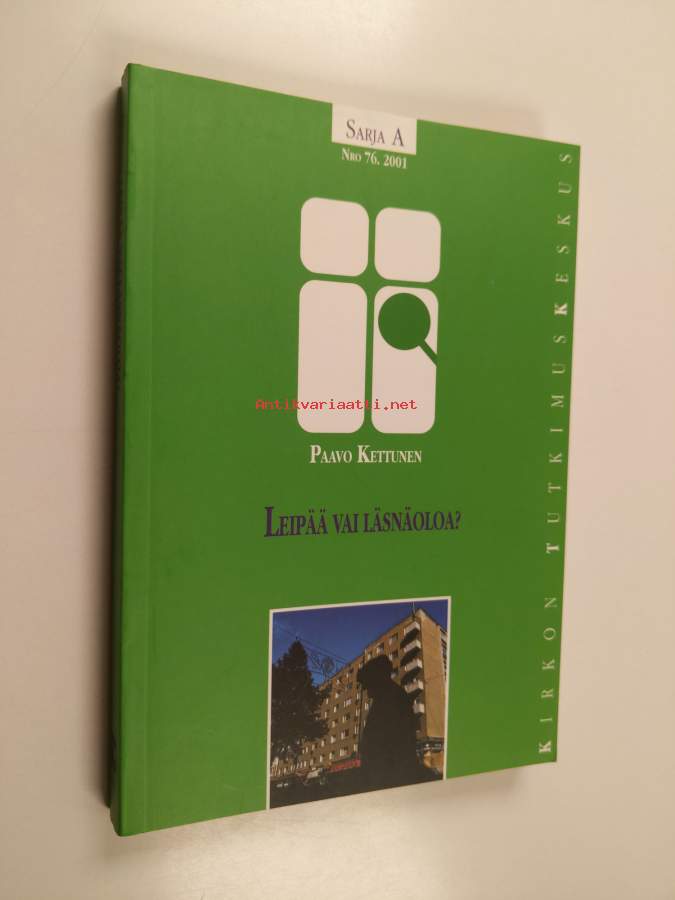 SARJA A
NRO 76. 2001
Antikvariaatti.net
PAAVO KETTUNEN
LEIPÄÄ VAI LÄSNÄOLOA?
KIRKON TUTKIMUSKESKUS